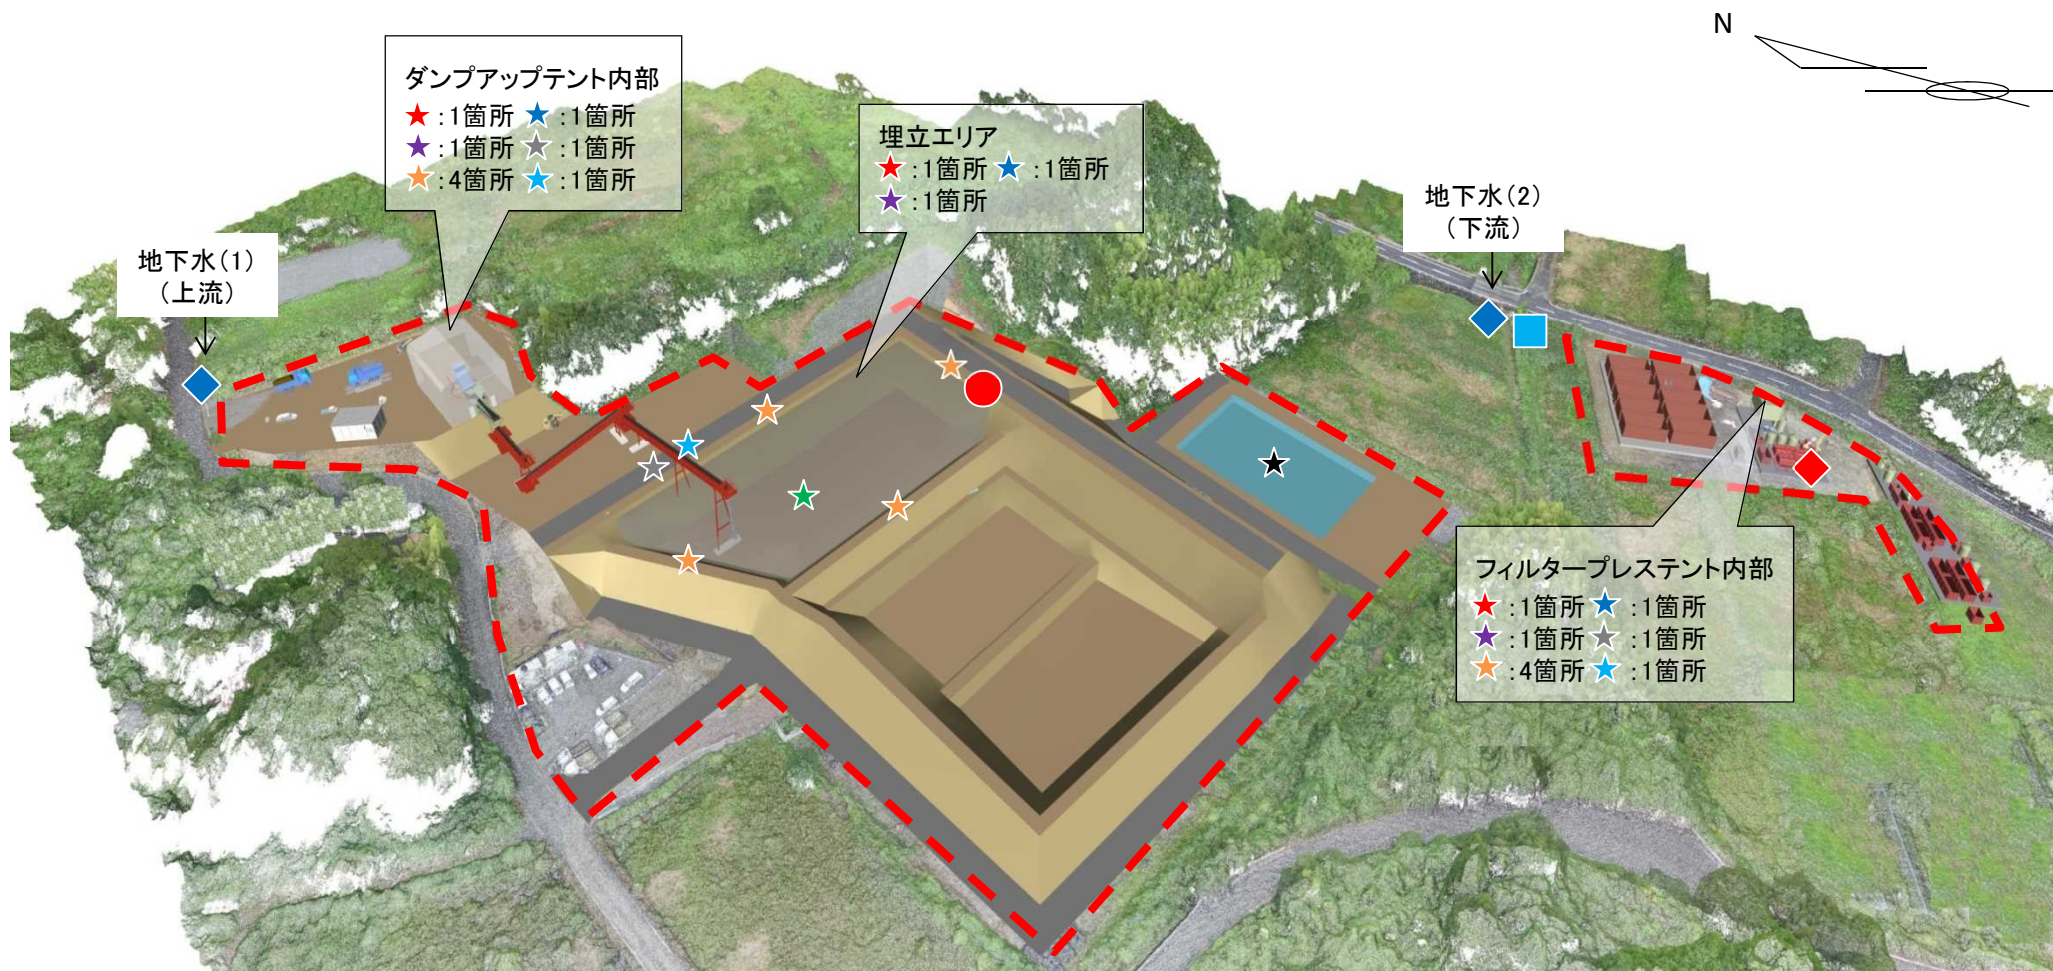 N
ダンプアップテント内部
★：1箇所 ★：1箇所
★：1箇所 ★：1箇所
★：4箇所 ★：1箇所
埋立エリア
★：1箇所 ★：1箇所
★：1箇所
地下水（1）
（上流）
地下水（2）
（下流）
フィルタープレステント内部
★：1箇所 ★：1箇所
★：1箇所 ★：1箇所
★：4箇所 ★：1箇所